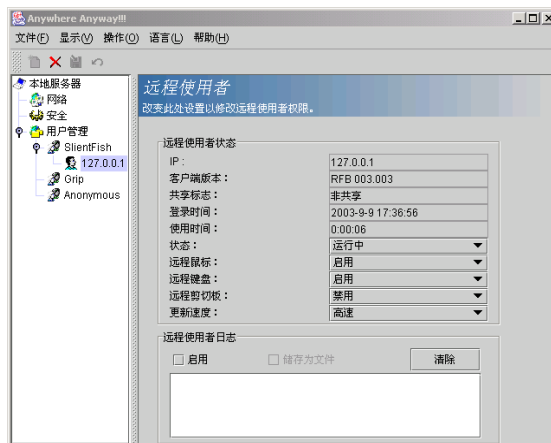 Anywhere Anyway!!!
文件(F) 显示(V) 操作(O) 语言(L) 帮助(H)
本地服务器
网络
安全
用户管理
SlientFish
127.0.0.1
Grip
Anonymous
远程使用者
改变此处设置以修改远程使用者权限。
远程使用者状态
IP： 127.0.0.1
客户端版本： RFB 003.003
共享标志： 非共享
登录时间： 2003-9-9 17:36:56
使用时间： 0:00:06
状态： 运行中
远程鼠标： 启用
远程键盘： 启用
远程剪切板： 禁用
更新速度： 高速
远程使用者日志
启用 储存为文件 清除